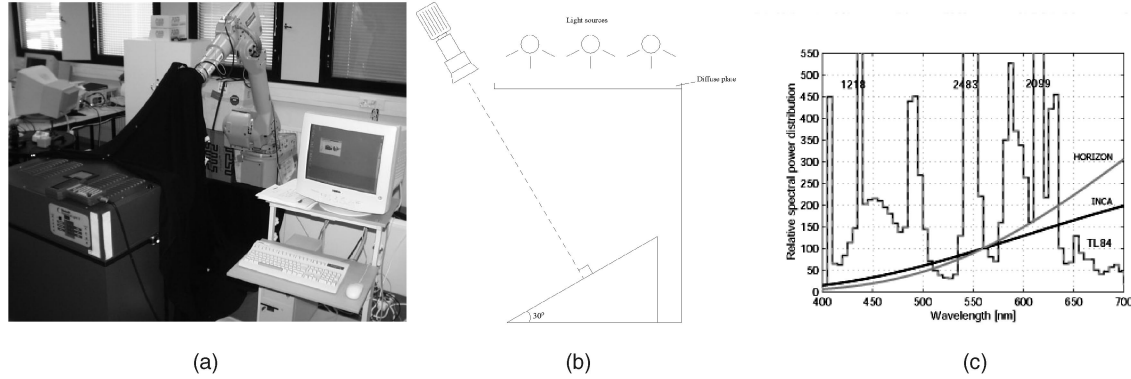 Light sources
Diffuse plate
30⁰
(a)
(b)
Relative spectral power distribution
550
500
450
400
350
300
250
200
150
100
50
0
1218
2483
2099
HORIZON
INCA
TL84
400
450
500
550
600
650
700
Wavelength [nm]
(c)